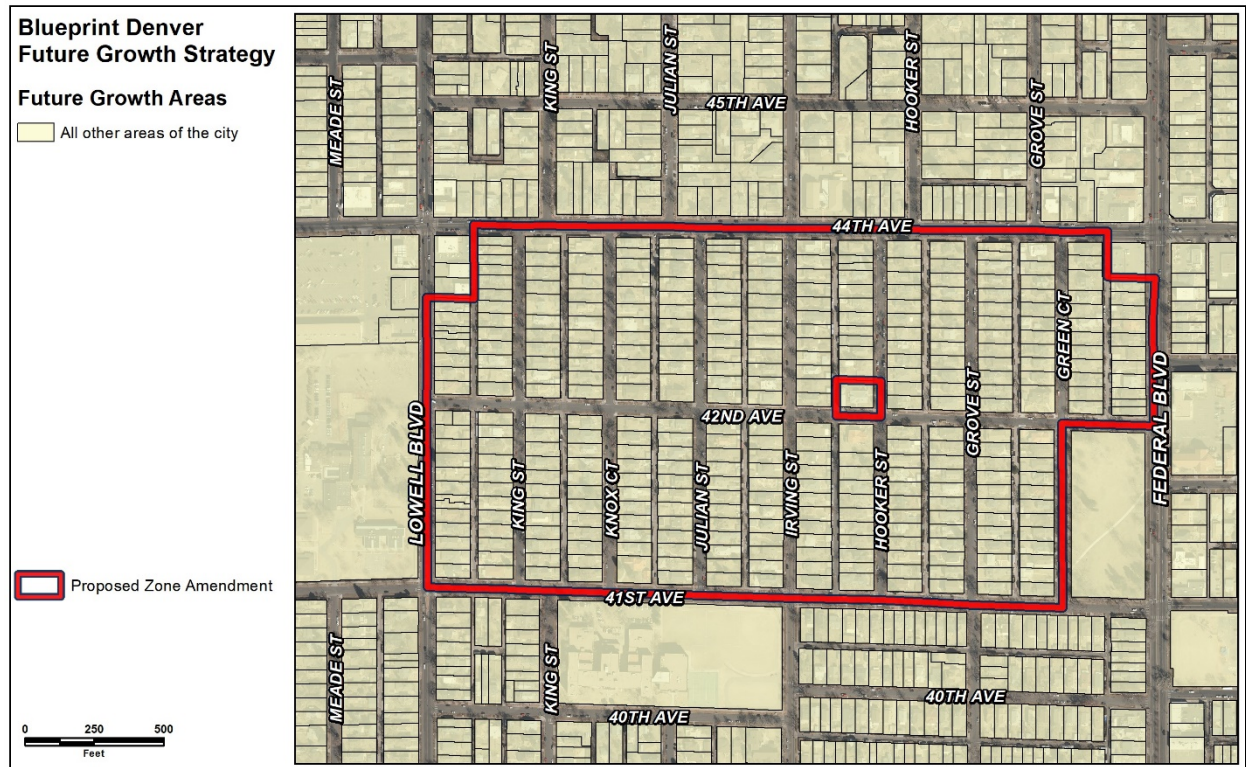 Blueprint Denver
Future Growth Strategy
Future Growth Areas
All other areas of the city
Proposed Zone Amendment
0 250 500
Feet
MEADE ST
KING ST
JULIAN ST
45TH AVE
HOOKER ST
GROVE ST
44TH AVE
GREEN CT
LOWELL BLVD
42ND AVE
GROVE ST
FEDERAL BLVD
KING ST
KNOX CT
JULIAN ST
IRVING ST
HOOKER ST
41ST AVE
MEADE ST
KING ST
40TH AVE
40TH AVE